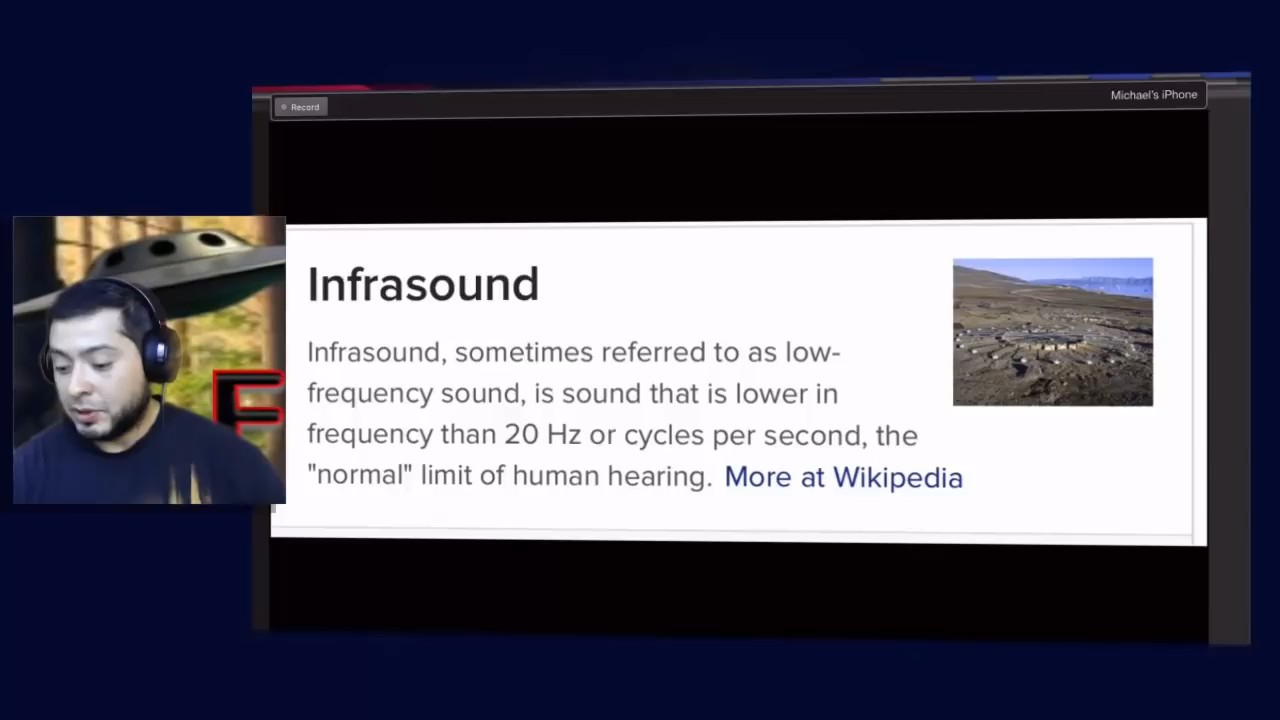 Record
Michael's iPhone
Infrasound
Infrasound, sometimes referred to as low-
frequency sound, is sound that is lower in
frequency than 20 Hz or cycles per second, the
"normal" limit of human hearing. More at Wikipedia
E